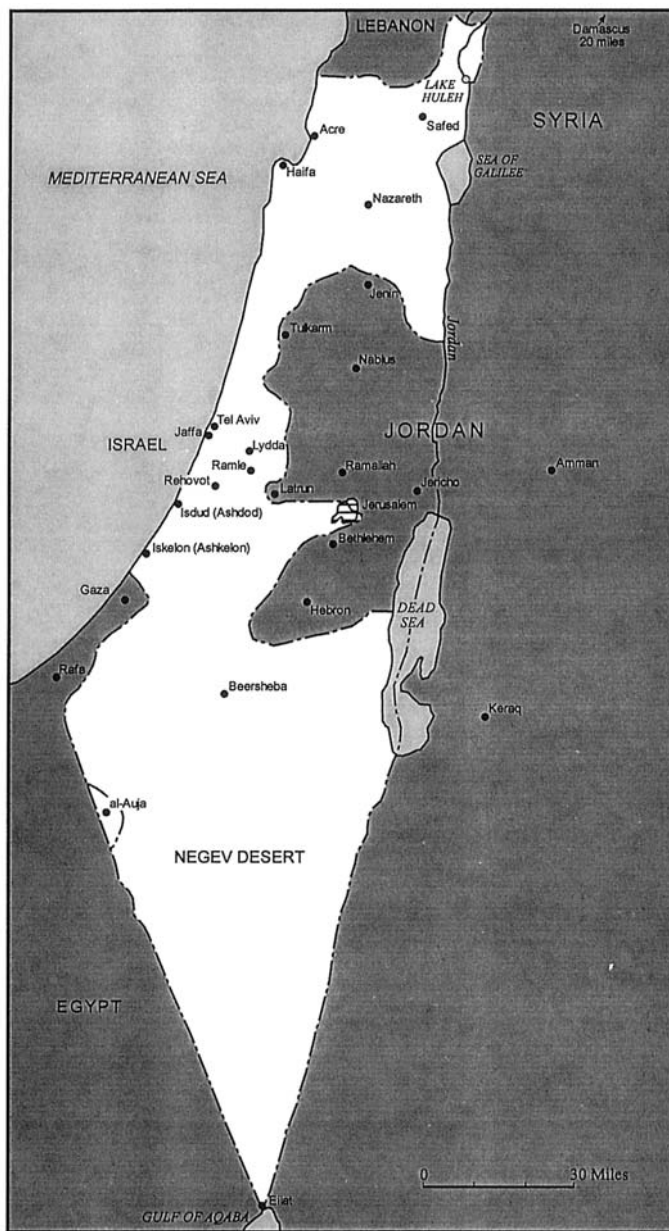 LEBANON
Damascus
20 miles
LAKE
HULEH
Safed
SYRIA
Acre
MEDITERRANEAN SEA
Haifa
SEA OF
GALILEE
Nazareth
Jenin
Jordan
Tulkarm
Nablus
Tel Aviv
Jaffa
ISRAEL
JORDAN
Lydda
Ramle
Ramallah
Amman
Rehovot
Latrun
Jericho
Isdud (Ashdod)
Jerusalem
Bethlehem
Iskelon (Ashkelon)
Gaza
Hebron
DEAD
SEA
Rafa
Beersheba
Keraq
al-Auja
NEGEV DESERT
EGYPT
0
30 Miles
Eilat
GULF OF AQABA